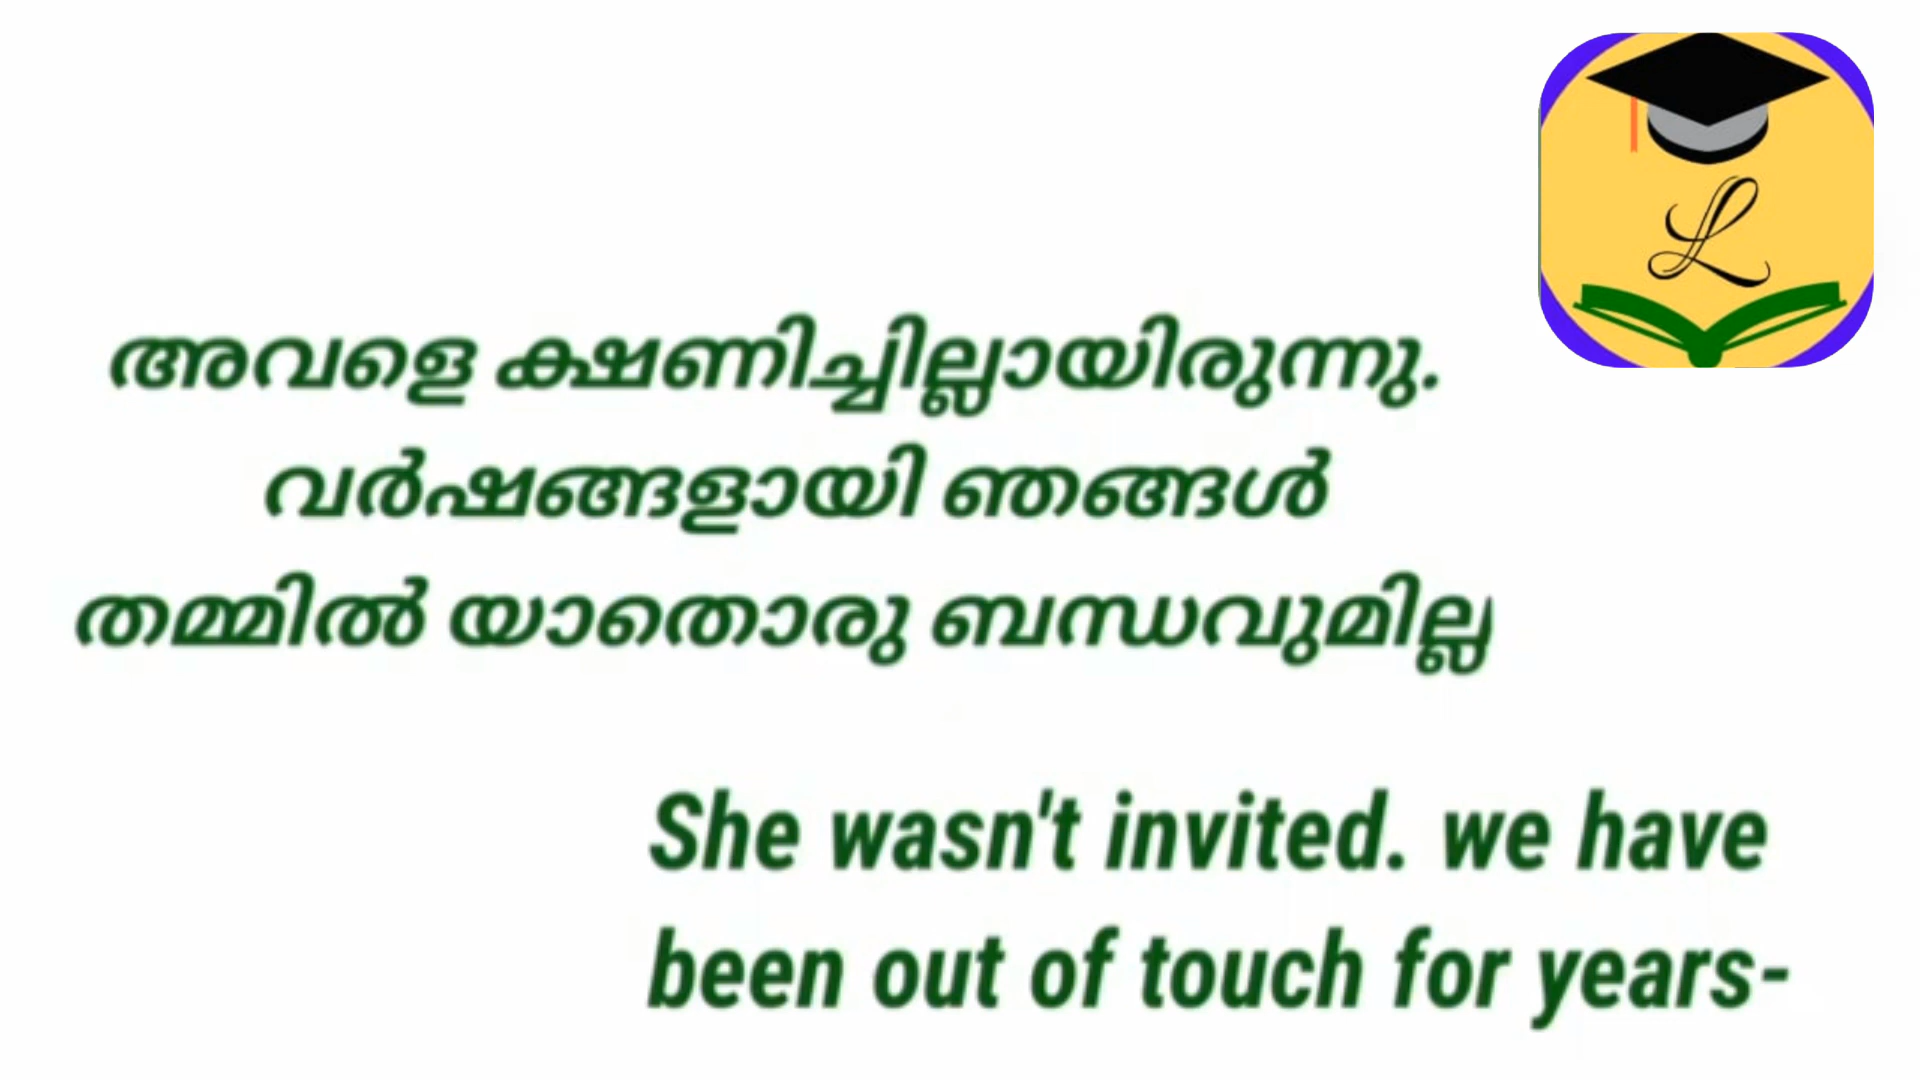 അവളെ ക്ഷണിച്ചില്ലായിരുന്നു.
വർഷങ്ങളായി ഞങ്ങൾ
തമ്മിൽ യാതൊരു ബന്ധവുമില്ല
L
She wasn't invited. we have
been out of touch for years-